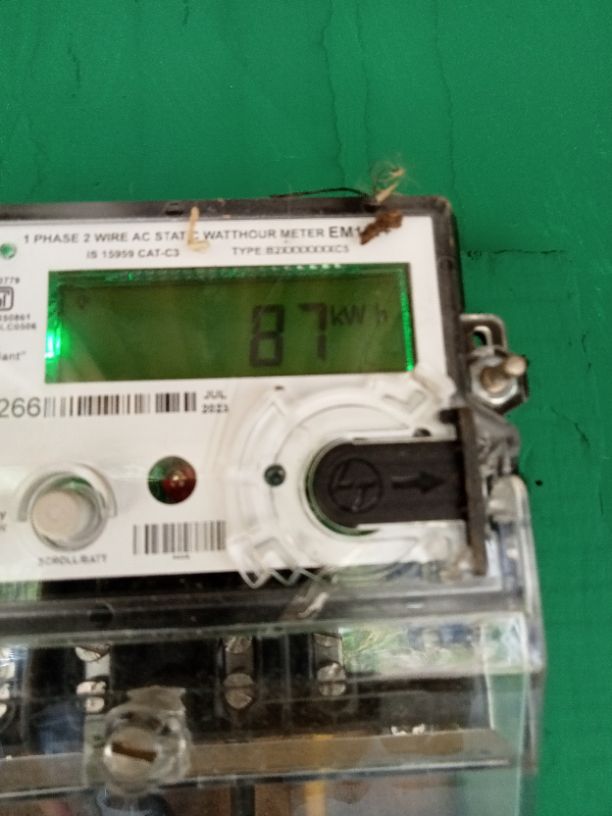 1 PHASE 2 WIRE AC STATIC WATTHOUR METER EM1
IS 15959 CAT-C3 TYPE:B2XXXXXXXC5
87 kWh
266
JUL
2023
LT
SCROLL/BATT